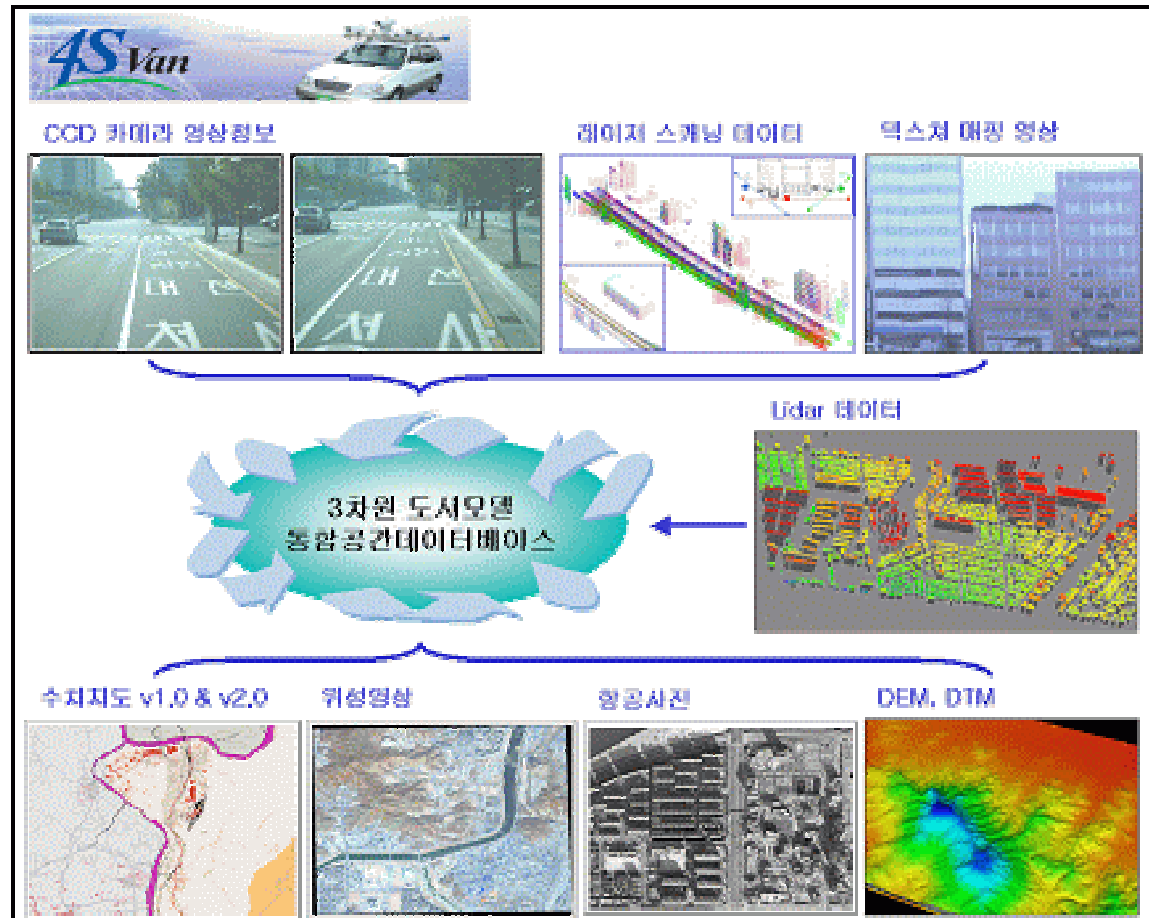 4S Van
CCD 카메라 영상정보
레이저 스캐닝 데이터
텍스쳐 매핑 영상
Lidar 데이터
3차원 도시모델
통합공간데이터베이스
수치지도 v1.0 & v2.0
위성영상
항공사진
DEM, DTM